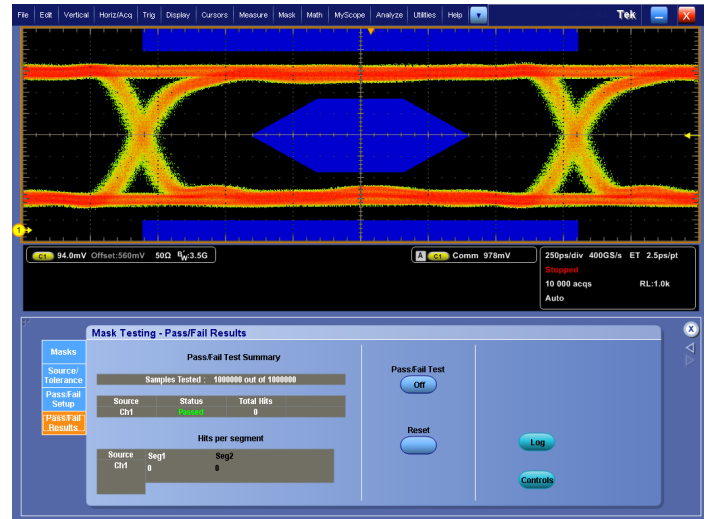 File Edit Vertical Horiz/Acq Trig Display Cursors Measure Mask Math MyScope Analyze Utilities Help Tek X
1
C1 94.0mV Offset:560mV 50Ω BW:3.5G
A C1 Comm 978mV
250ps/div 400GS/s ET 2.5ps/pt
Stopped
10 000 acqs RL:1.0k
Auto
Mask Testing - Pass/Fail Results
X
Masks
Source/
Tolerance
Pass/Fail
Setup
Pass/Fail
Results
Pass/Fail Test Summary
Samples Tested : 1000000 out of 1000000
Source Status Total Hits
Ch1 Passed 0
Hits per segment
Source Seg1 Seg2
Ch1 0 0
Pass/Fail Test
Off
Reset
Log
Controls